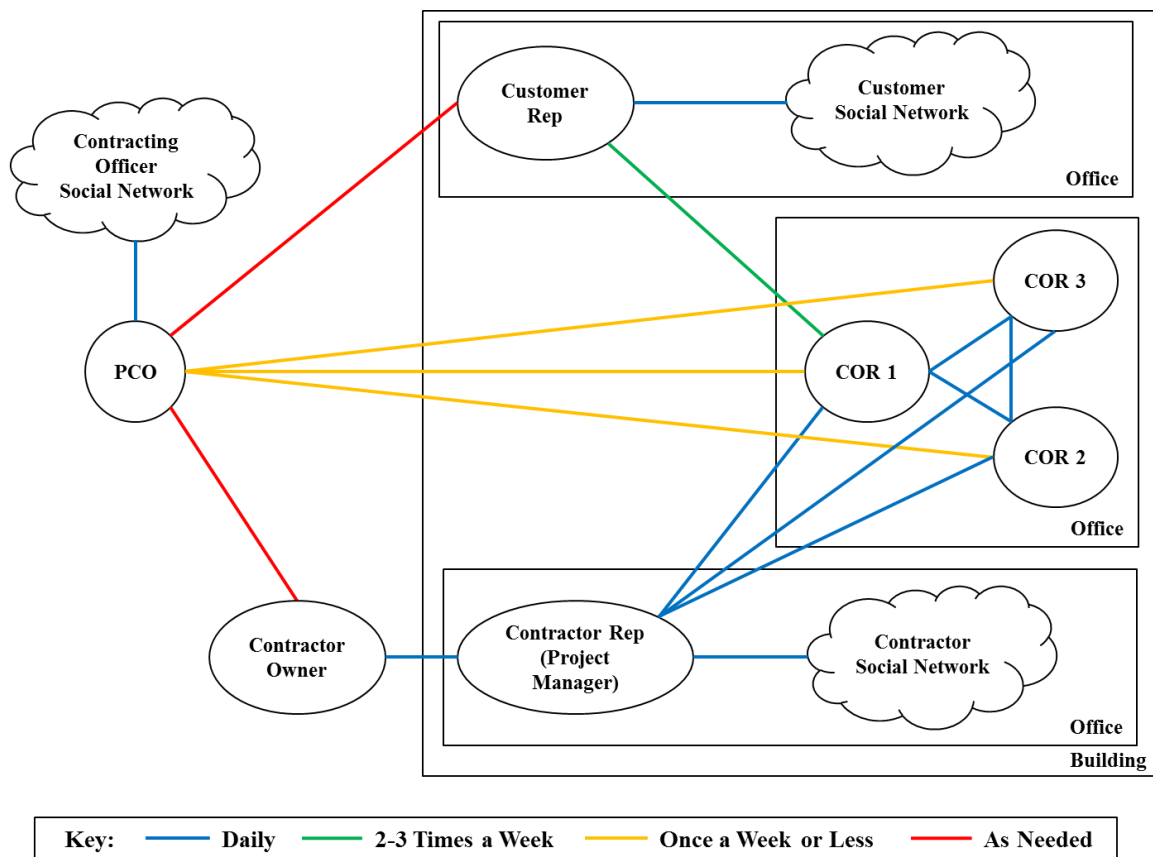 Customer
Rep
Customer
Social Network
Office
Contracting
Officer
Social Network
COR 3
PCO
COR 1
COR 2
Office
Contractor
Owner
Contractor Rep
(Project
Manager)
Contractor
Social Network
Office
Building
Key: Daily 2-3 Times a Week Once a Week or Less As Needed